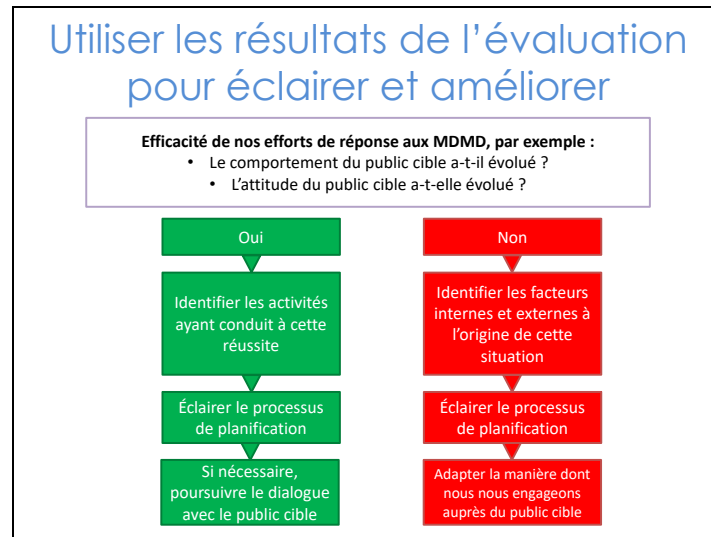 Utiliser les résultats de l’évaluation
pour éclairer et améliorer
Efficacité de nos efforts de réponse aux MDMD, par exemple :
• Le comportement du public cible a-t-il évolué ?
• L’attitude du public cible a-t-elle évolué ?
Oui
Identifier les activités
ayant conduit à cette
réussite
Éclairer le processus
de planification
Si nécessaire,
poursuivre le dialogue
avec le public cible
Non
Identifier les facteurs
internes et externes à
l’origine de cette
situation
Éclairer le processus
de planification
Adapter la manière dont
nous nous engageons
auprès du public cible